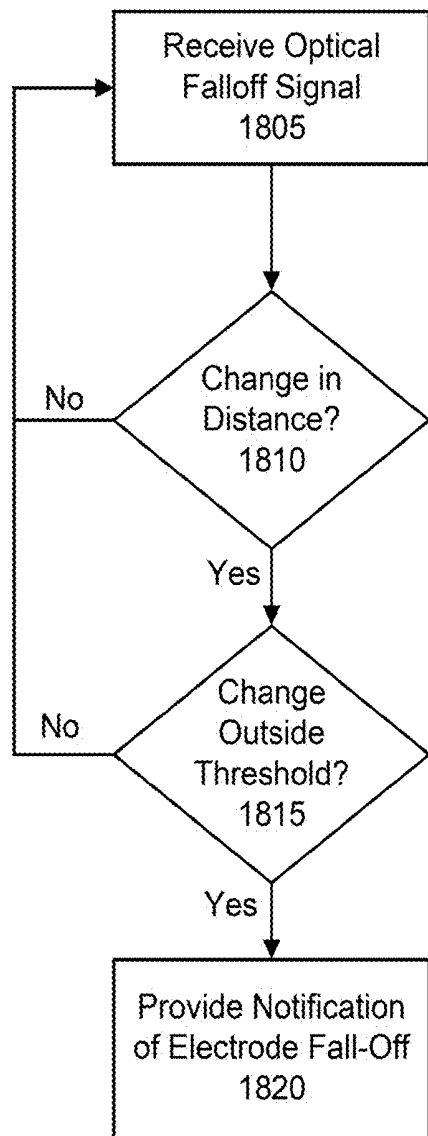 Receive Optical
Falloff Signal
1805
Change in
Distance?
1810
No
Yes
Change
Outside
Threshold?
1815
No
Yes
Provide Notification
of Electrode Fall-Off
1820